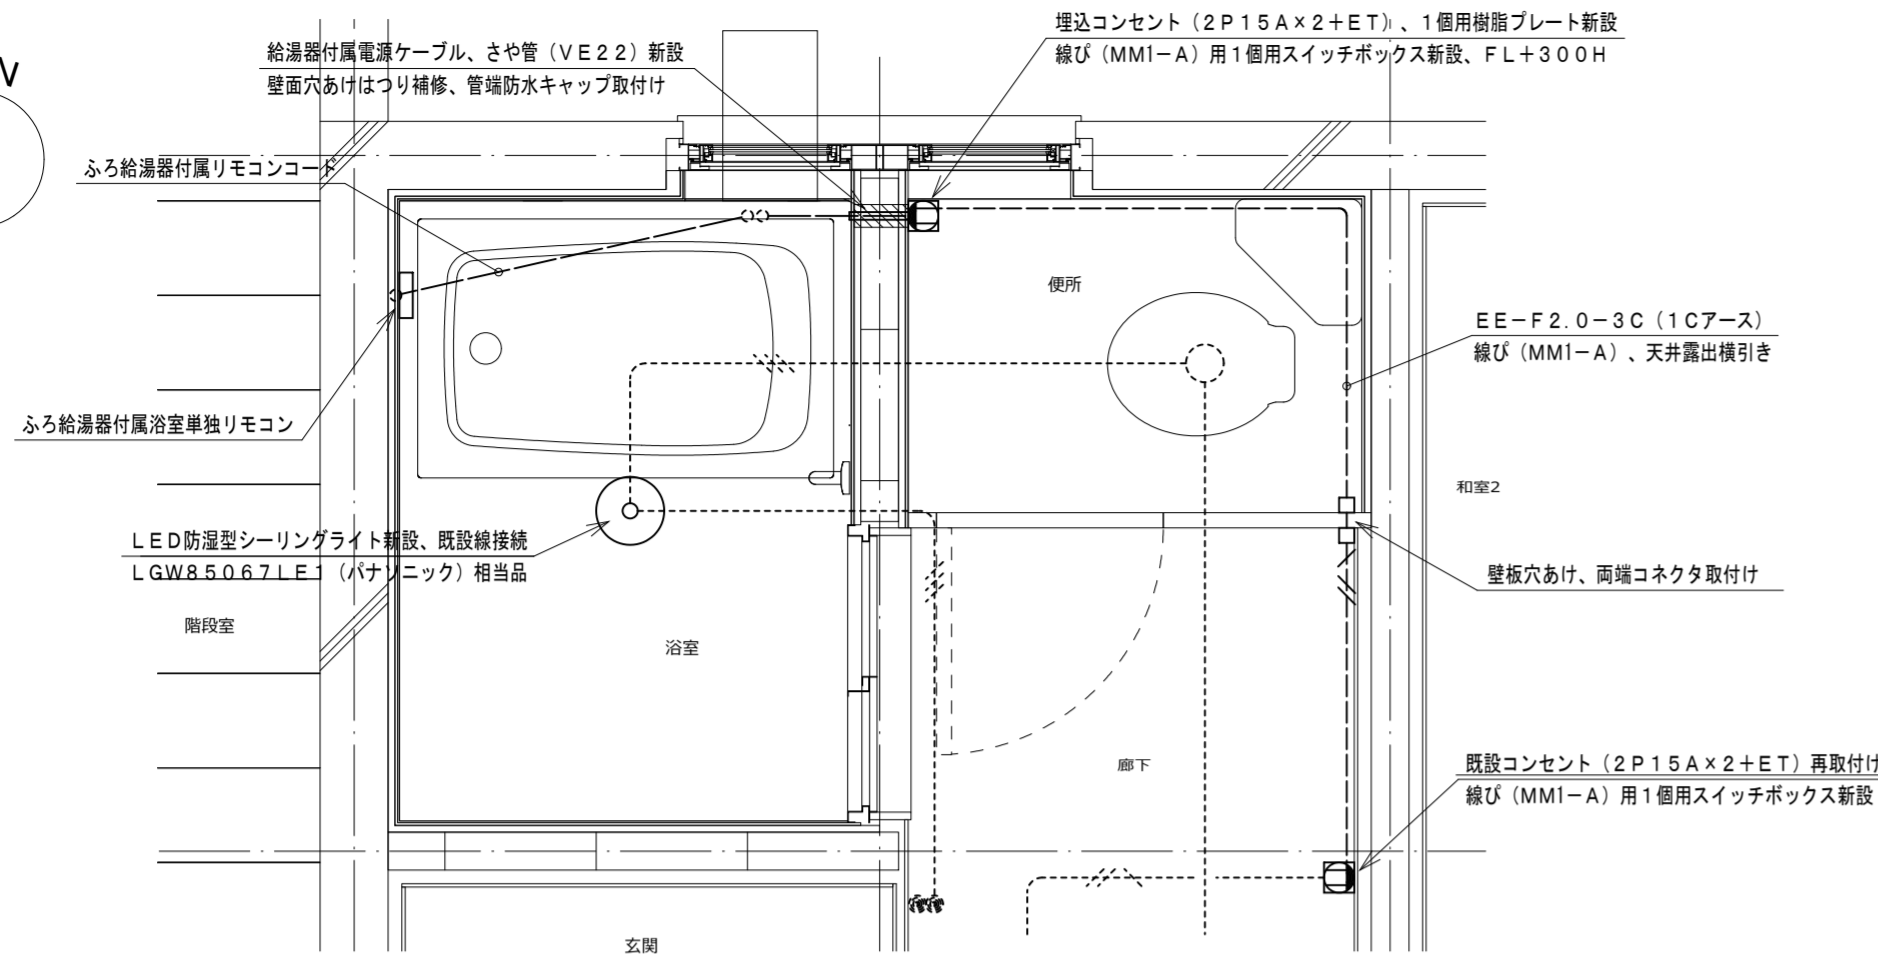 埋込コンセント（２Ｐ１５Ａ×２＋ＥＴ）、１個用樹脂プレート新設
線ぴ（ＭＭ１－Ａ）用１個用スイッチボックス新設、ＦＬ＋３００Ｈ
給湯器付属電源ケーブル、さや管（ＶＥ２２）新設
壁面穴あけはつり補修、管端防水キャップ取付け
ふろ給湯器付属リモコンコード
便所
ＥＥ－Ｆ２．０－３Ｃ（１Ｃアース）
線ぴ（ＭＭ１－Ａ）、天井露出横引き
ふろ給湯器付属浴室単独リモコン
和室2
ＬＥＤ防湿型シーリングライト新設、既設線接続
ＬＧＷ８５０６７ＬＥ１（パナソニック）相当品
壁板穴あけ、両端コネクタ取付け
階段室
浴室
廊下
既設コンセント（２Ｐ１５Ａ×２＋ＥＴ）再取付け
線ぴ（ＭＭ１－Ａ）用１個用スイッチボックス新設
玄関